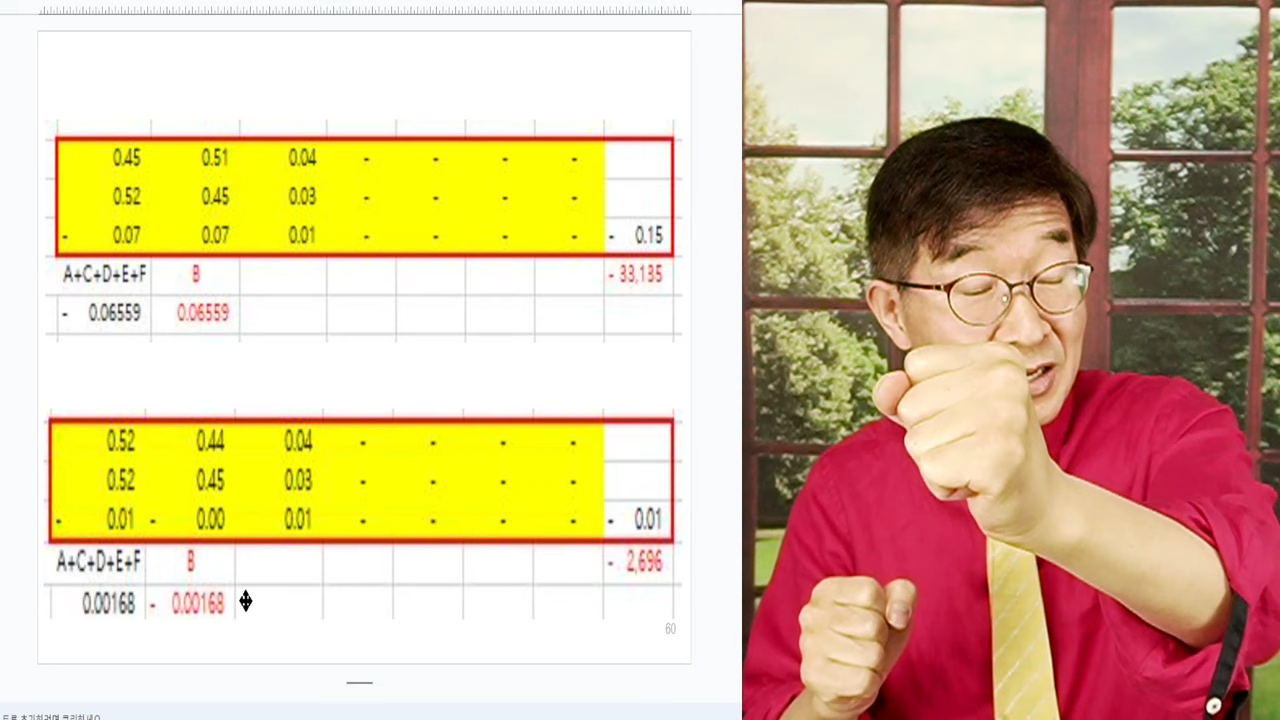 0.45 0.51 0.04 - - - -
0.52 0.45 0.03 - - - -
- 0.07 0.07 0.01 - - - - - 0.15
A+C+D+E+F B - 33,135
- 0.06559 0.06559
0.52 0.44 0.04 - - - -
0.52 0.45 0.03 - - - -
- 0.01 - 0.00 0.01 - - - - - 0.01
A+C+D+E+F B - 2,696
0.00168 - 0.00168
60